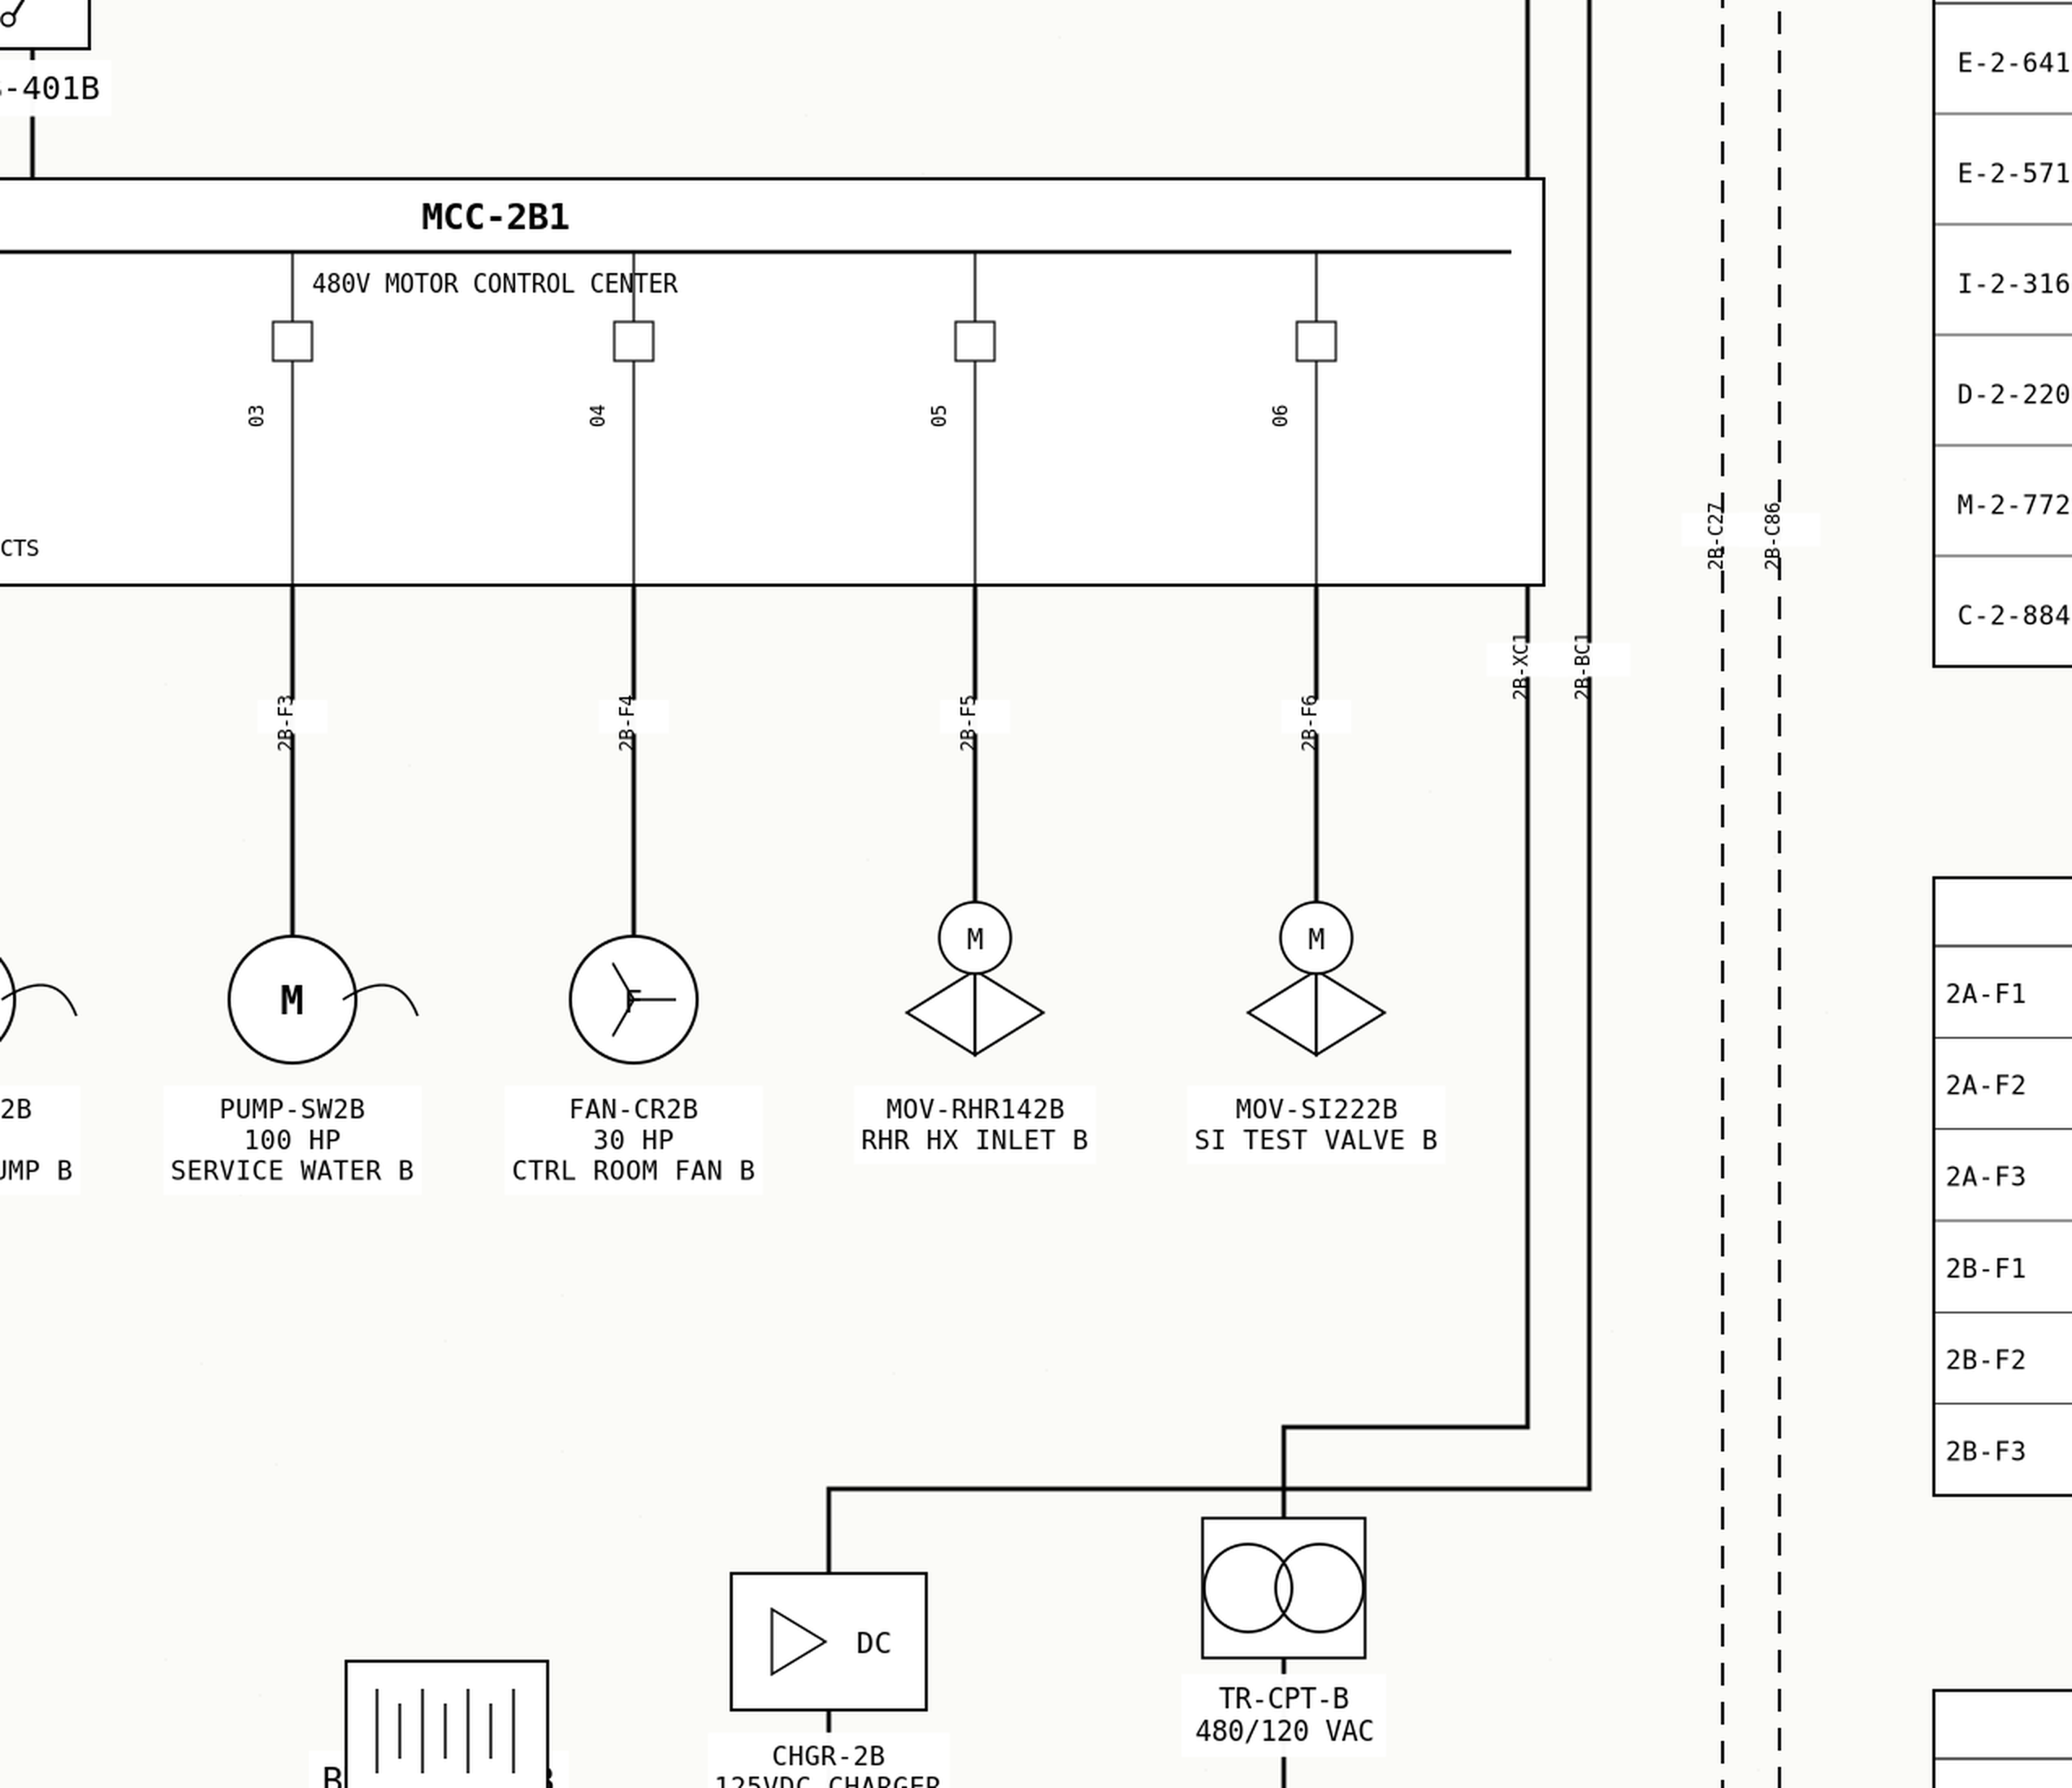 -401B
MCC-2B1
480V MOTOR CONTROL CENTER
03
04
05
06
CTS
2B-F3
2B-F4
2B-F5
2B-F6
2B-XC1
2B-BC1
2B-C27
2B-C86
M
F
M
M
2B
UMP B
PUMP-SW2B
100 HP
SERVICE WATER B
FAN-CR2B
30 HP
CTRL ROOM FAN B
MOV-RHR142B
RHR HX INLET B
MOV-SI222B
SI TEST VALVE B
DC
CHGR-2B
125VDC CHARGER
TR-CPT-B
480/120 VAC
B
E-2-641
E-2-571
I-2-316
D-2-220
M-2-772
C-2-884
2A-F1
2A-F2
2A-F3
2B-F1
2B-F2
2B-F3